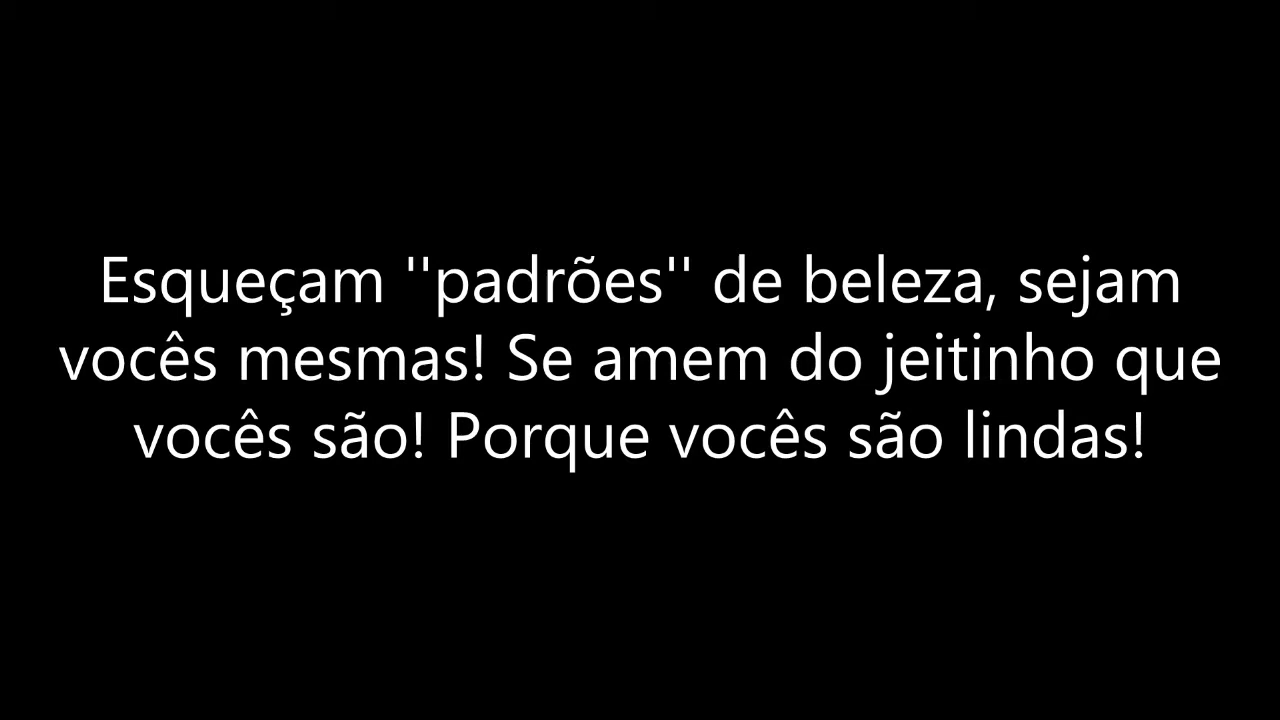 Esqueçam ''padrões'' de beleza, sejam
vocês mesmas! Se amem do jeitinho que
vocês são! Porque vocês são lindas!